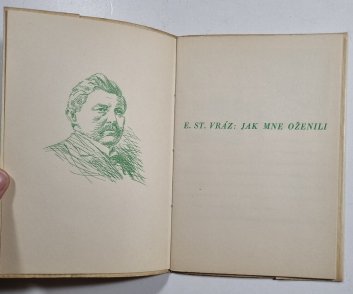 E. ST. VRÁZ: JAK MNE OŽENILI